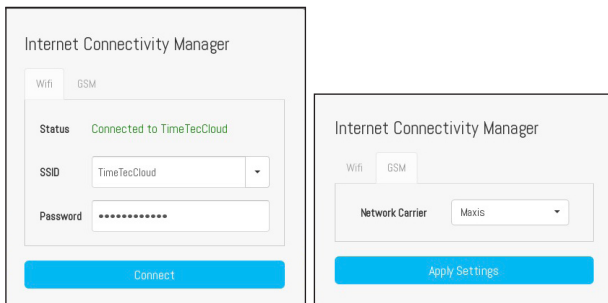 Internet Connectivity Manager
Wifi GSM
Status Connected to TimeTecCloud
SSID TimeTecCloud
Password ••••••••••••
Connect
Internet Connectivity Manager
Wifi GSM
Network Carrier Maxis
Apply Settings